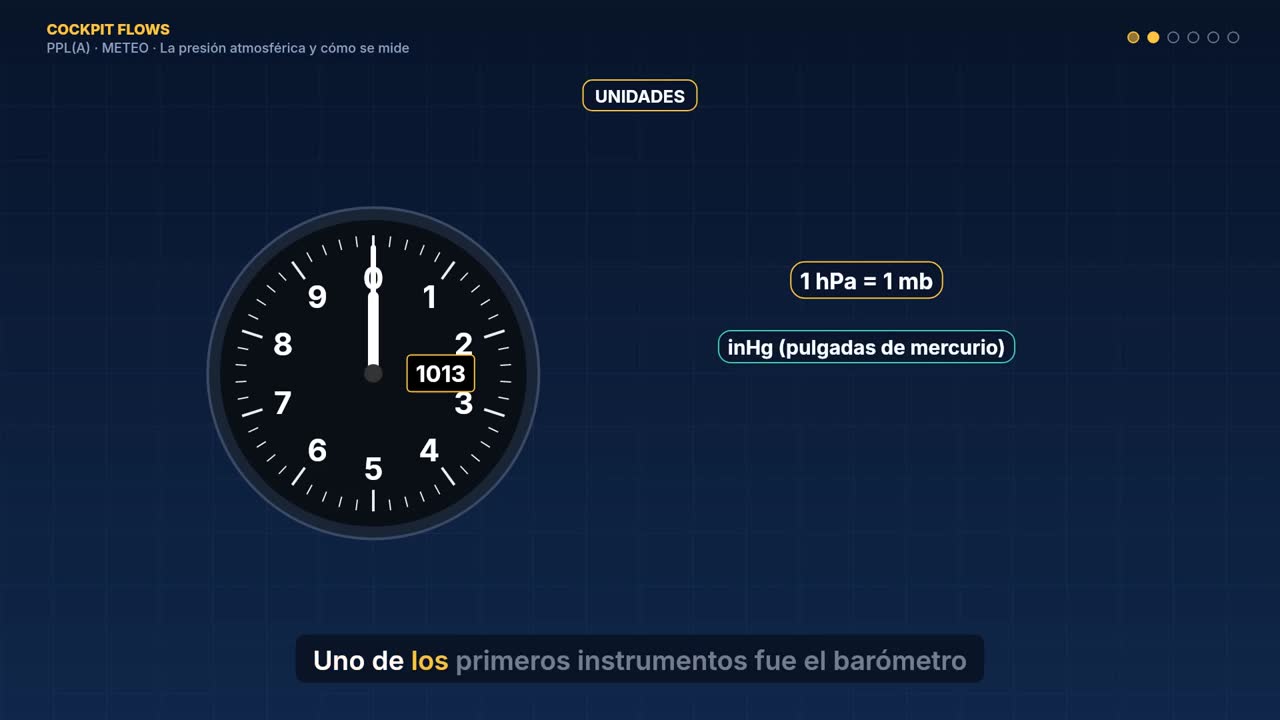 COCKPIT FLOWS
PPL(A) · METEO · La presión atmosférica y cómo se mide
UNIDADES
0
1
2
3
4
5
6
7
8
9
1013
1 hPa = 1 mb
inHg (pulgadas de mercurio)
Uno de los primeros instrumentos fue el barómetro